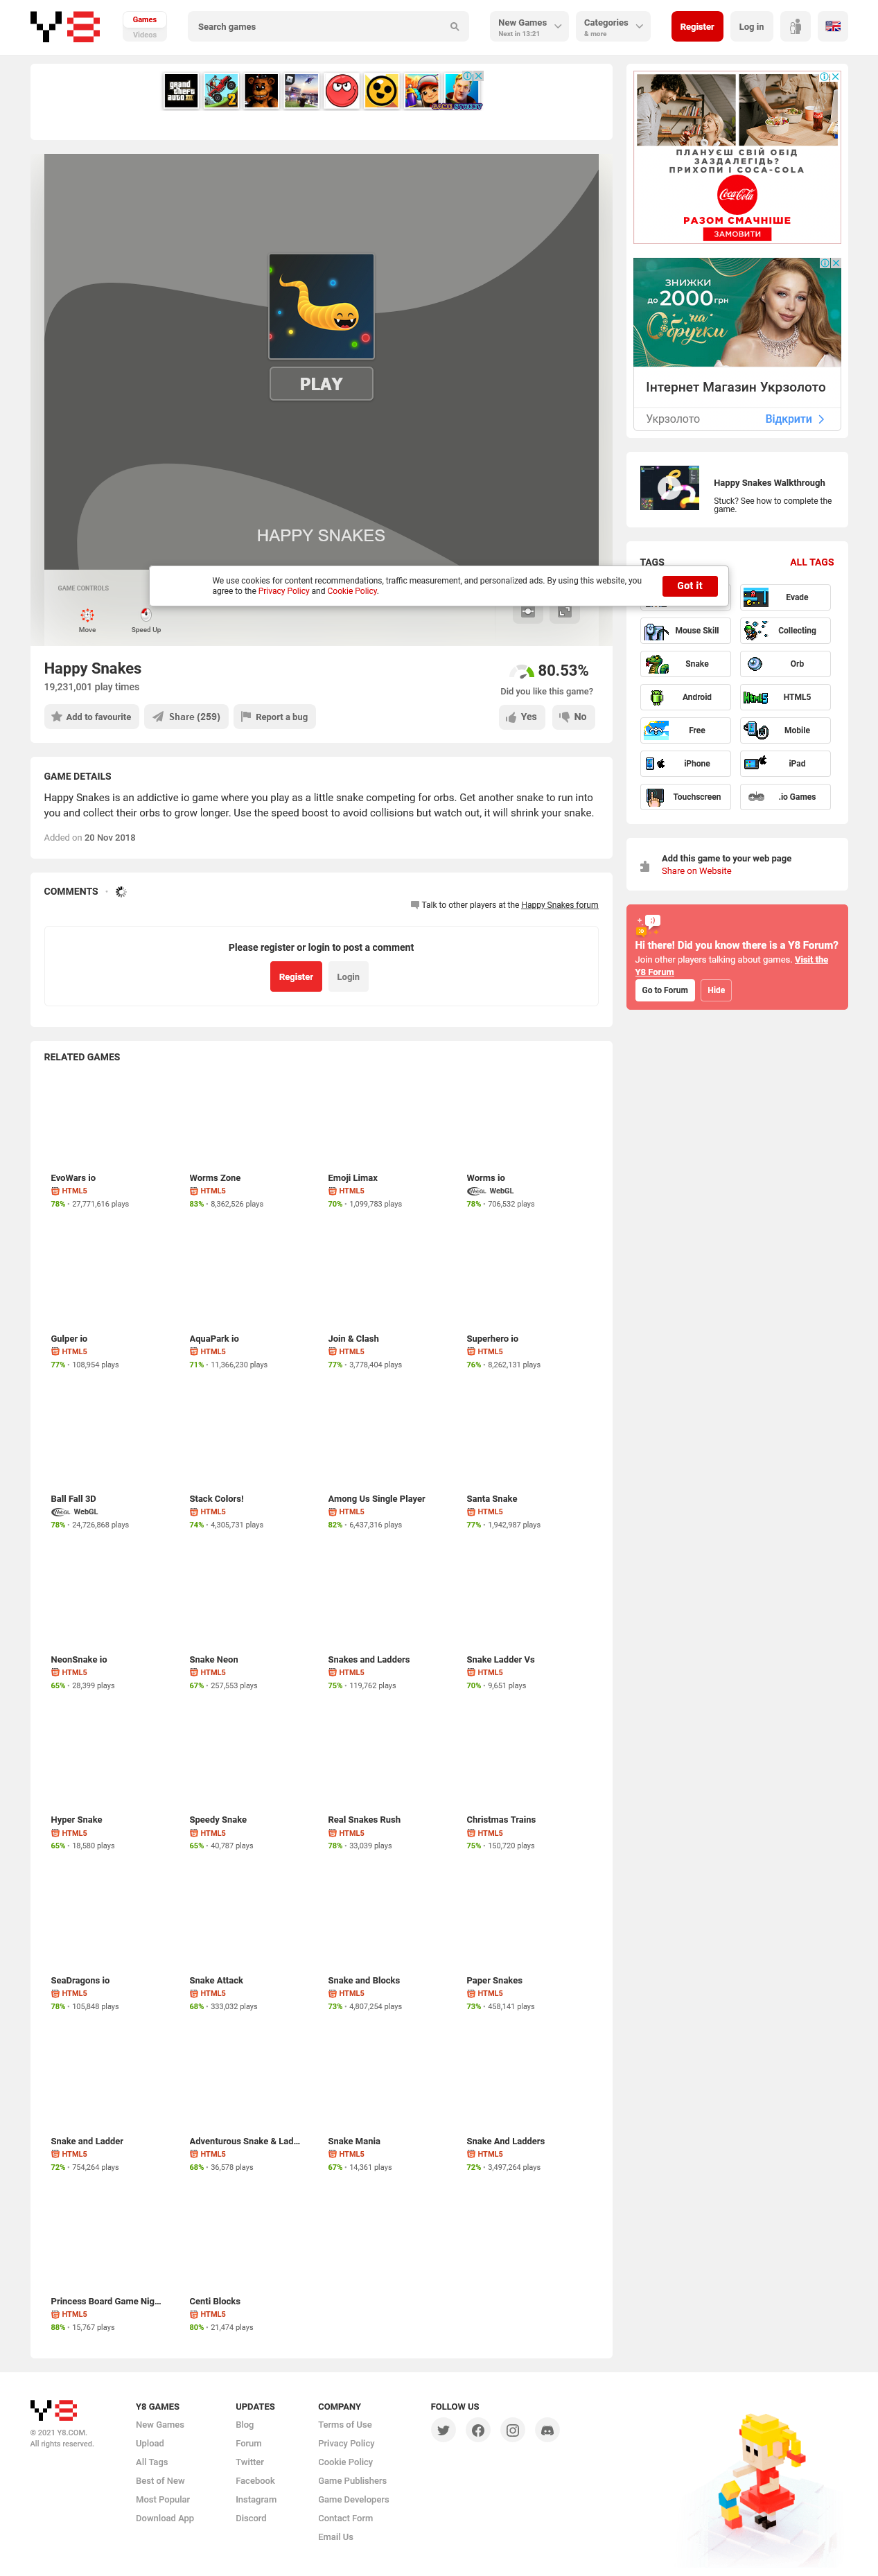 Y8
Games
Videos
Search games
New Games
Next in 13:21
Categories
& more
Register
Log in
grand theft auto III
2
GAME STREET
ПЛАНУЄШ СВІЙ ОБІД
ЗАЗДАЛЕГІДЬ?
ПРИХОПИ І COCA-COLA
Coca-Cola
РАЗОМ СМАЧНІШЕ
ЗАМОВИТИ
ЗНИЖКИ
до 2000 грн
на
Обручки
Інтернет Магазин Укрзолото
Укрзолото
Відкрити
PLAY
HAPPY SNAKES
Happy Snakes Walkthrough
Stuck? See how to complete the
game.
We use cookies for content recommendations, traffic measurement, and personalized ads. By using this website, you
agree to the Privacy Policy and Cookie Policy.
Got it
GAME CONTROLS
Move
Speed Up
TAGS
ALL TAGS
Evade
Mouse Skill
Collecting
Snake
Orb
Android
HTML5
Free
Mobile
iPhone
iPad
Touchscreen
.io Games
Happy Snakes
19,231,001 play times
80.53%
Did you like this game?
Add to favourite
Share (259)
Report a bug
Yes
No
GAME DETAILS
Happy Snakes is an addictive io game where you play as a little snake competing for orbs. Get another snake to run into
you and collect their orbs to grow longer. Use the speed boost to avoid collisions but watch out, it will shrink your snake.
Added on 20 Nov 2018
Add this game to your web page
Share on Website
COMMENTS
Talk to other players at the Happy Snakes forum
Please register or login to post a comment
Register
Login
Hi there! Did you know there is a Y8 Forum?
Join other players talking about games. Visit the
Y8 Forum
Go to Forum
Hide
RELATED GAMES
EvoWars io
HTML5
78% • 27,771,616 plays
Worms Zone
HTML5
83% • 8,362,526 plays
Emoji Limax
HTML5
70% • 1,099,783 plays
Worms io
WebGL
78% • 706,532 plays
Gulper io
HTML5
77% • 108,954 plays
AquaPark io
HTML5
71% • 11,366,230 plays
Join & Clash
HTML5
77% • 3,778,404 plays
Superhero io
HTML5
76% • 8,262,131 plays
Ball Fall 3D
WebGL
78% • 24,726,868 plays
Stack Colors!
HTML5
74% • 4,305,731 plays
Among Us Single Player
HTML5
82% • 6,437,316 plays
Santa Snake
HTML5
77% • 1,942,987 plays
NeonSnake io
HTML5
65% • 28,399 plays
Snake Neon
HTML5
67% • 257,553 plays
Snakes and Ladders
HTML5
75% • 119,762 plays
Snake Ladder Vs
HTML5
70% • 9,651 plays
Hyper Snake
HTML5
65% • 18,580 plays
Speedy Snake
HTML5
65% • 40,787 plays
Real Snakes Rush
HTML5
78% • 33,039 plays
Christmas Trains
HTML5
75% • 150,720 plays
SeaDragons io
HTML5
78% • 105,848 plays
Snake Attack
HTML5
68% • 333,032 plays
Snake and Blocks
HTML5
73% • 4,807,254 plays
Paper Snakes
HTML5
73% • 458,141 plays
Snake and Ladder
HTML5
72% • 754,264 plays
Adventurous Snake & Lad...
HTML5
68% • 36,578 plays
Snake Mania
HTML5
67% • 14,361 plays
Snake And Ladders
HTML5
72% • 3,497,264 plays
Princess Board Game Nig...
HTML5
88% • 15,767 plays
Centi Blocks
HTML5
80% • 21,474 plays
Y8
© 2021 Y8.COM.
All rights reserved.
Y8 GAMES
New Games
Upload
All Tags
Best of New
Most Popular
Download App
UPDATES
Blog
Forum
Twitter
Facebook
Instagram
Discord
COMPANY
Terms of Use
Privacy Policy
Cookie Policy
Game Publishers
Game Developers
Contact Form
Email Us
FOLLOW US